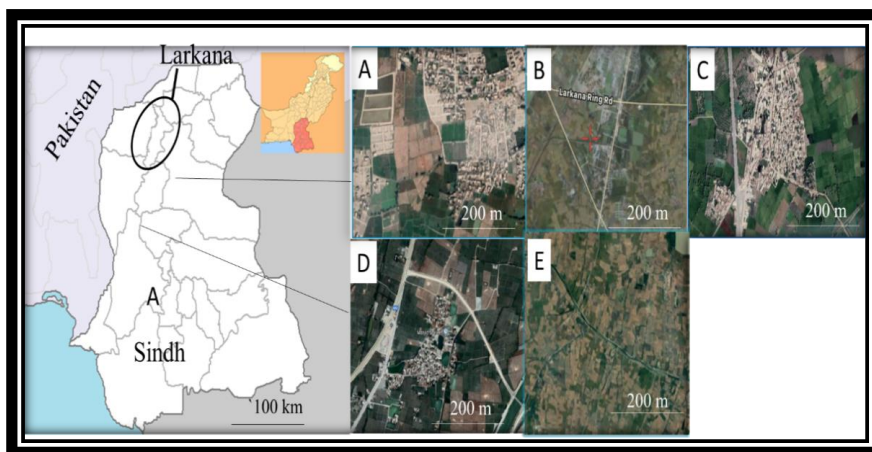 Larkana
Pakistan
A
Sindh
100 km
A
200 m
B
Larkana Ring Rd
200 m
C
200 m
D
200 m
E
200 m